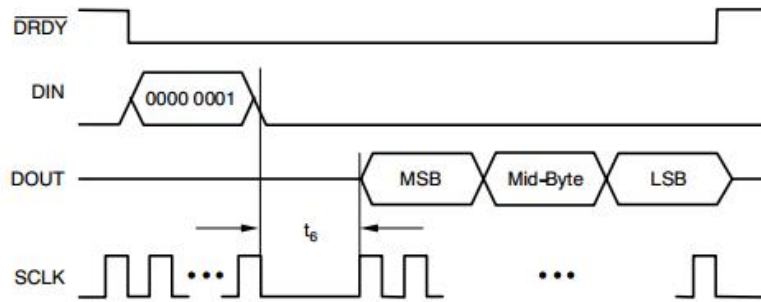 DRDY
DIN 0000 0001
DOUT MSB Mid-Byte LSB
t6
SCLK ••• •••